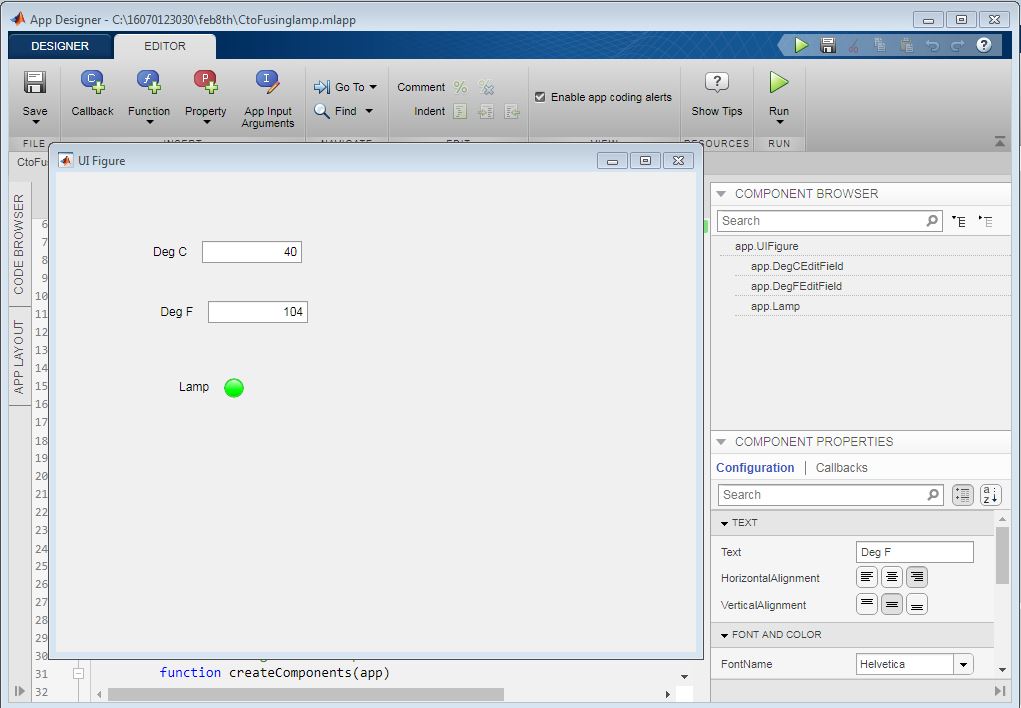 App Designer - C:\16070123030\feb8th\CtoFusinglamp.mlapp
DESIGNER EDITOR
C f P I
Save Callback Function Property App Input Arguments
Go To
Find
Comment
Indent
Enable app coding alerts
Show Tips
Run
FILE RESOURCES RUN
CtoFu
UI Figure
CODE BROWSER
APP LAYOUT
Deg C 40
Deg F 104
Lamp
6
7
8
9
10
11
12
13
14
15
16
17
18
19
20
21
22
23
24
25
26
27
28
29
30
31 function createComponents(app)
32
COMPONENT BROWSER
Search
app.UIFigure
app.DegCEditField
app.DegFEditField
app.Lamp
COMPONENT PROPERTIES
Configuration | Callbacks
Search
TEXT
Text Deg F
HorizontalAlignment
VerticalAlignment
FONT AND COLOR
FontName Helvetica